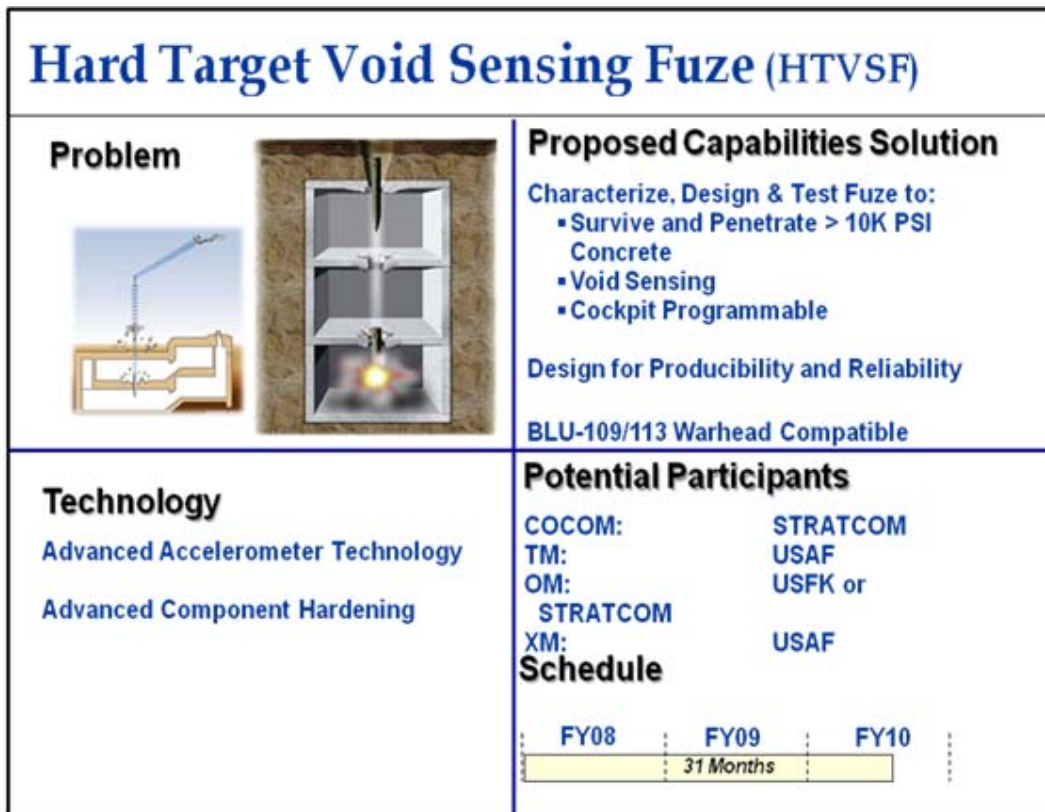 Hard Target Void Sensing Fuze (HTVSF)
Problem
Proposed Capabilities Solution
Characterize, Design & Test Fuze to:
▪ Survive and Penetrate > 10K PSI
Concrete
▪ Void Sensing
▪ Cockpit Programmable
Design for Producibility and Reliability
BLU-109/113 Warhead Compatible
Technology
Advanced Accelerometer Technology
Advanced Component Hardening
Potential Participants
COCOM: STRATCOM
TM: USAF
OM: USFK or
STRATCOM
XM: USAF
Schedule
FY08 FY09 FY10
31 Months